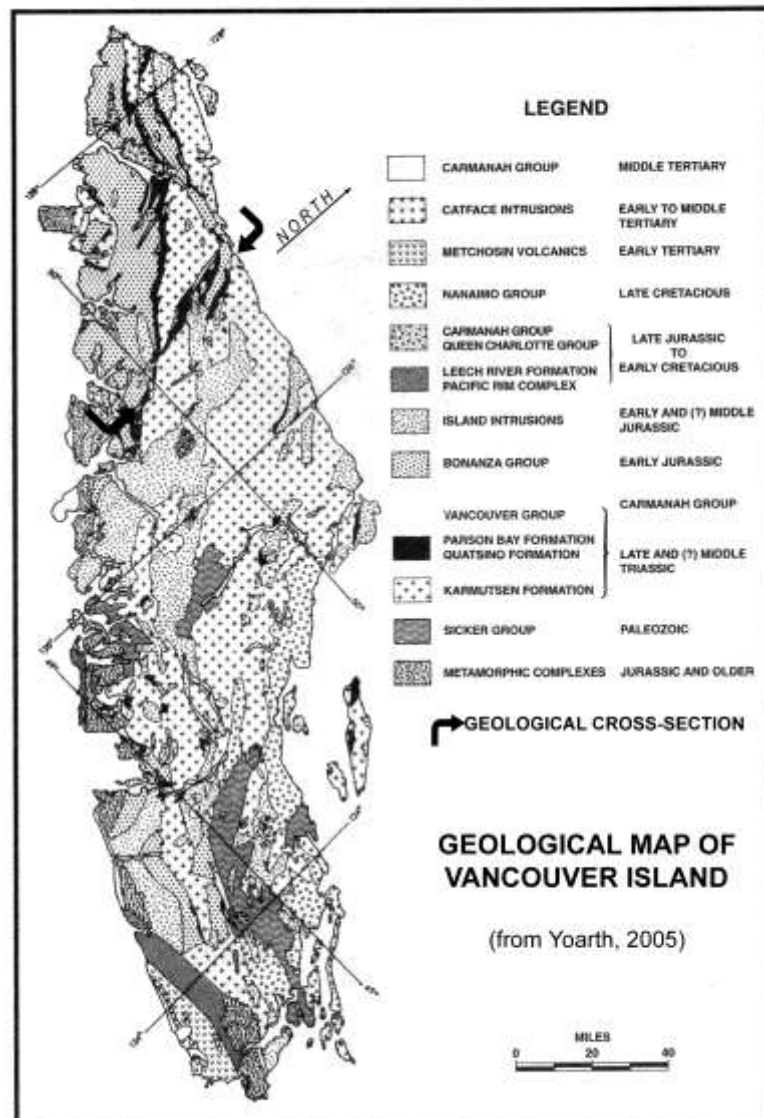 LEGEND
CARMANAH GROUP MIDDLE TERTIARY
CATFACE INTRUSIONS EARLY TO MIDDLE
TERTIARY
METCHOSIN VOLCANICS EARLY TERTIARY
NANAIMO GROUP LATE CRETACIOUS
CARMANAH GROUP
QUEEN CHARLOTTE GROUP
LATE JURASSIC
TO
EARLY CRETACIOUS
LEECH RIVER FORMATION
PACIFIC RIM COMPLEX
ISLAND INTRUSIONS EARLY AND (?) MIDDLE
JURASSIC
BONANZA GROUP EARLY JURASSIC
VANCOUVER GROUP CARMANAH GROUP
PARSON BAY FORMATION
QUATSINO FORMATION
LATE AND (?) MIDDLE
TRIASSIC
KARMUTSEN FORMATION
SICKER GROUP PALEOZOIC
METAMORPHIC COMPLEXES JURASSIC AND OLDER
GEOLOGICAL CROSS-SECTION
NORTH
GEOLOGICAL MAP OF
VANCOUVER ISLAND
(from Yoarth, 2005)
MILES
0 20 40